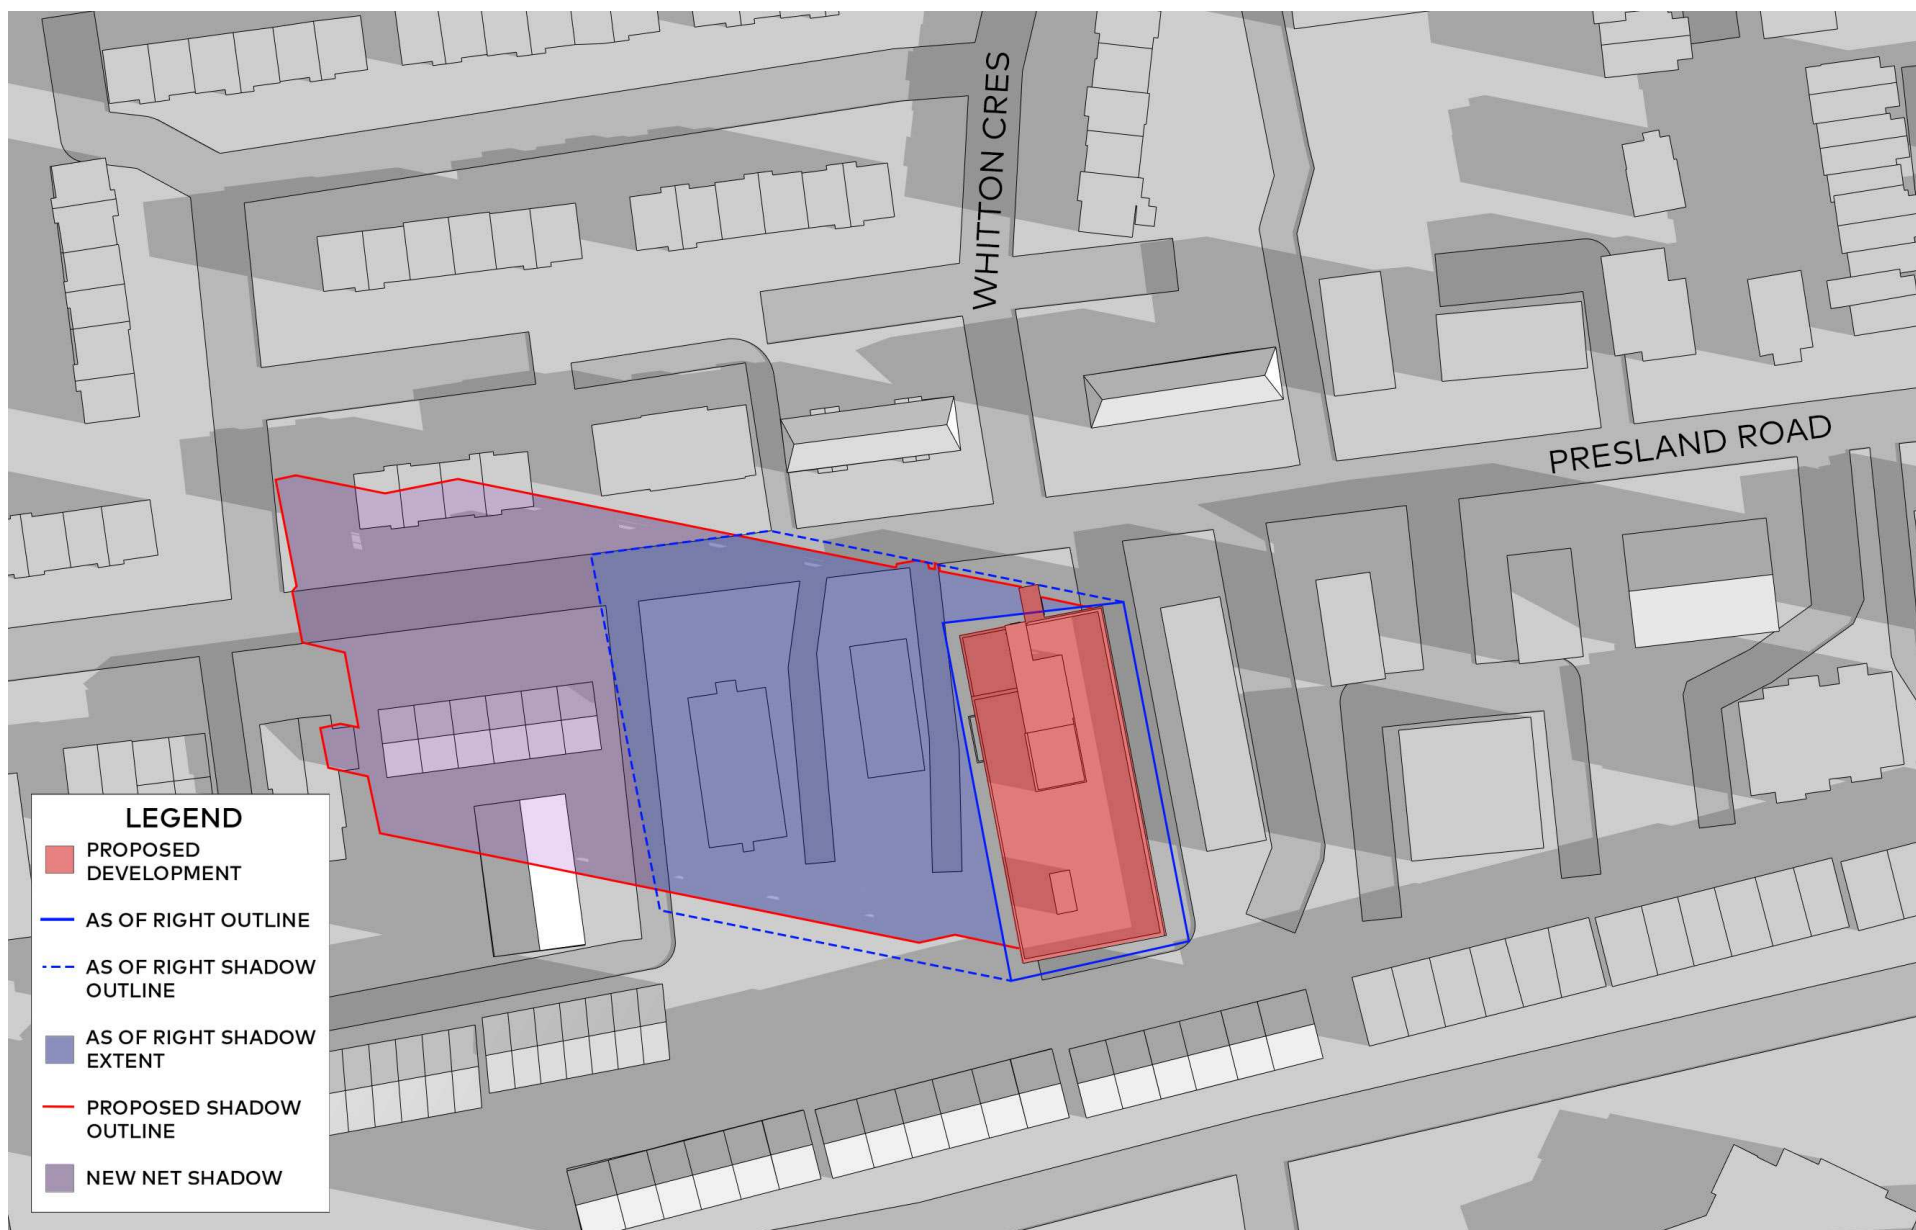 WHITTON CRES
PRESLAND ROAD
LEGEND
PROPOSED
DEVELOPMENT
AS OF RIGHT OUTLINE
AS OF RIGHT SHADOW
OUTLINE
AS OF RIGHT SHADOW
EXTENT
PROPOSED SHADOW
OUTLINE
NEW NET SHADOW